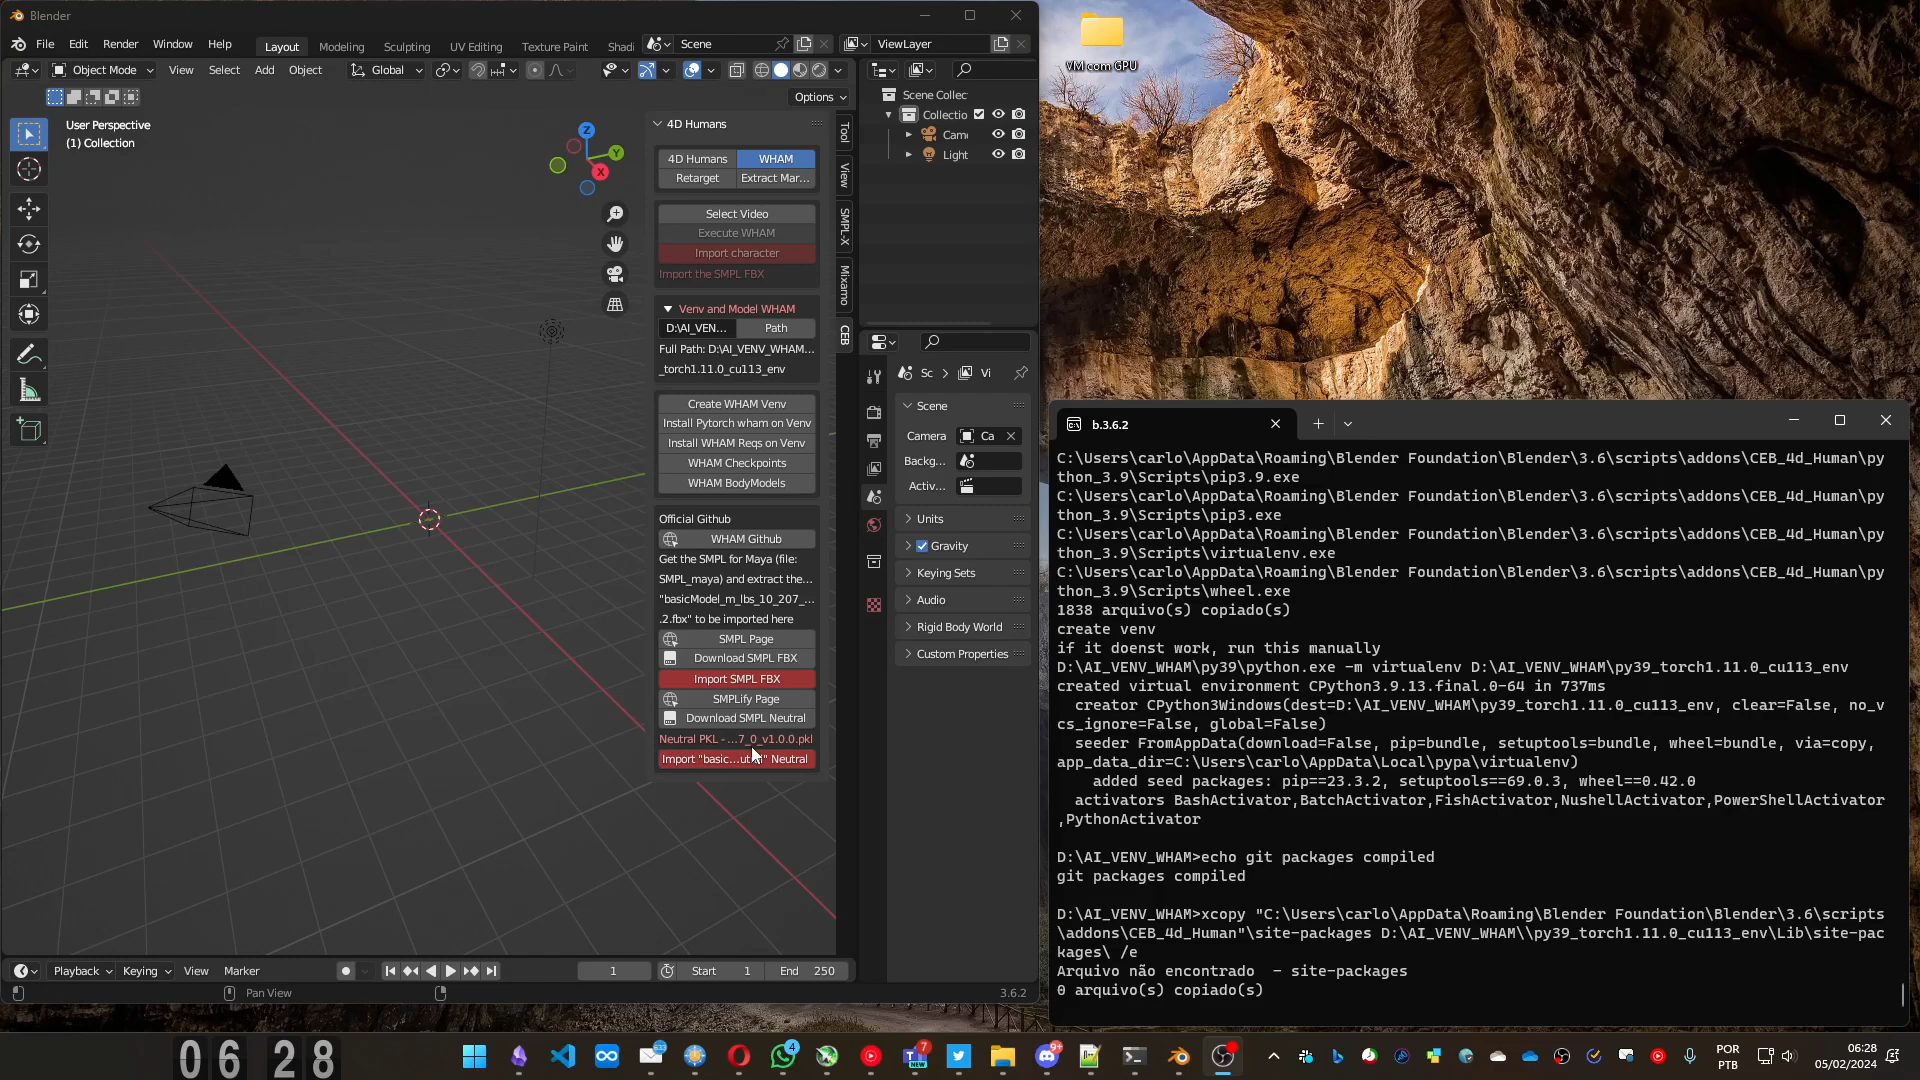 Blender
File Edit Render Window Help Layout Modeling Sculpting UV Editing Texture Paint Shadi Scene ViewLayer
Object Mode View Select Add Object Global
Options
User Perspective
(1) Collection
Z
Y
X
4D Humans
4D Humans WHAM
Retarget Extract Mar...
Select Video
Execute WHAM
Import character
Import the SMPL FBX
Venv and Model WHAM
D:\AI_VEN... Path
Full Path: D:\AI_VENV_WHAM...
_torch1.11.0_cu113_env
Create WHAM Venv
Install Pytorch wham on Venv
Install WHAM Reqs on Venv
WHAM Checkpoints
WHAM BodyModels
Official Github
WHAM Github
Get the SMPL for Maya (file:
SMPL_maya) and extract the...
"basicModel_m_lbs_10_207_...
.2.fbx" to be imported here
SMPL Page
Download SMPL FBX
Import SMPL FBX
SMPLify Page
Download SMPL Neutral
Neutral PKL - ...7_0_v1.0.0.pkl
Import "basic... Neutral
Tool
View
SMPL-X
Mixamo
CEB
Scene Collec
Collectio
Cam
Light
Sc Vi
Scene
Camera Ca
Backg...
Activ...
Units
Gravity
Keying Sets
Audio
Rigid Body World
Custom Properties
Playback Keying View Marker 1 Start 1 End 250
Pan View 3.6.2
VM com GPU
b.3.6.2
C:\Users\carlo\AppData\Roaming\Blender Foundation\Blender\3.6\scripts\addons\CEB_4d_Human\py
thon_3.9\Scripts\pip3.9.exe
C:\Users\carlo\AppData\Roaming\Blender Foundation\Blender\3.6\scripts\addons\CEB_4d_Human\py
thon_3.9\Scripts\pip3.exe
C:\Users\carlo\AppData\Roaming\Blender Foundation\Blender\3.6\scripts\addons\CEB_4d_Human\py
thon_3.9\Scripts\virtualenv.exe
C:\Users\carlo\AppData\Roaming\Blender Foundation\Blender\3.6\scripts\addons\CEB_4d_Human\py
thon_3.9\Scripts\wheel.exe
1838 arquivo(s) copiado(s)
create venv
if it doenst work, run this manually
D:\AI_VENV_WHAM\py39\python.exe -m virtualenv D:\AI_VENV_WHAM\py39_torch1.11.0_cu113_env
created virtual environment CPython3.9.13.final.0-64 in 737ms
creator CPython3Windows(dest=D:\AI_VENV_WHAM\py39_torch1.11.0_cu113_env, clear=False, no_v
cs_ignore=False, global=False)
seeder FromAppData(download=False, pip=bundle, setuptools=bundle, wheel=bundle, via=copy,
app_data_dir=C:\Users\carlo\AppData\Local\pypa\virtualenv)
added seed packages: pip==23.3.2, setuptools==69.0.3, wheel==0.42.0
activators BashActivator,BatchActivator,FishActivator,NushellActivator,PowerShellActivator
,PythonActivator
D:\AI_VENV_WHAM>echo git packages compiled
git packages compiled
D:\AI_VENV_WHAM>xcopy "C:\Users\carlo\AppData\Roaming\Blender Foundation\Blender\3.6\scripts
\addons\CEB_4d_Human"\site-packages D:\AI_VENV_WHAM\\py39_torch1.11.0_cu113_env\Lib\site-pac
kages\ /e
Arquivo não encontrado - site-packages
0 arquivo(s) copiado(s)
06 28
4
7
NEW
9+
POR
PTB
06:28
05/02/2024